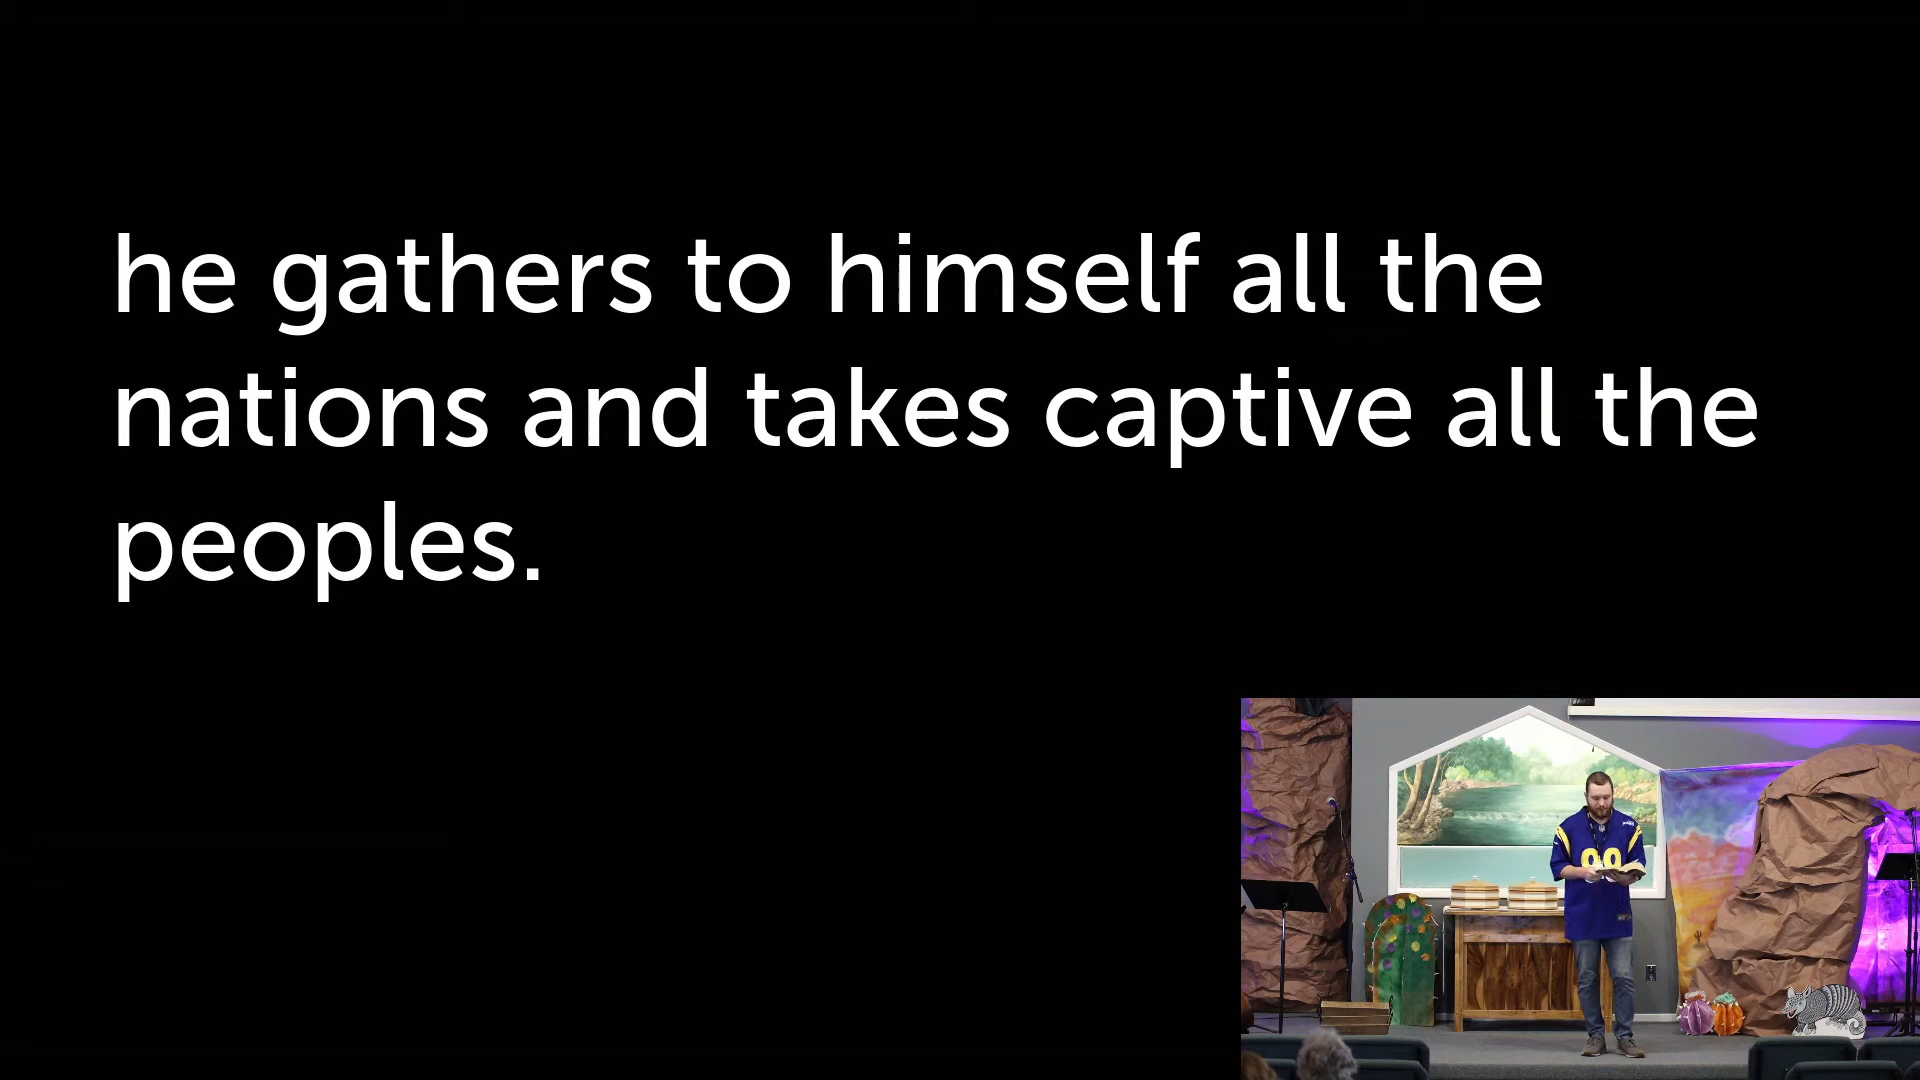 he gathers to himself all the
nations and takes captive all the
peoples.